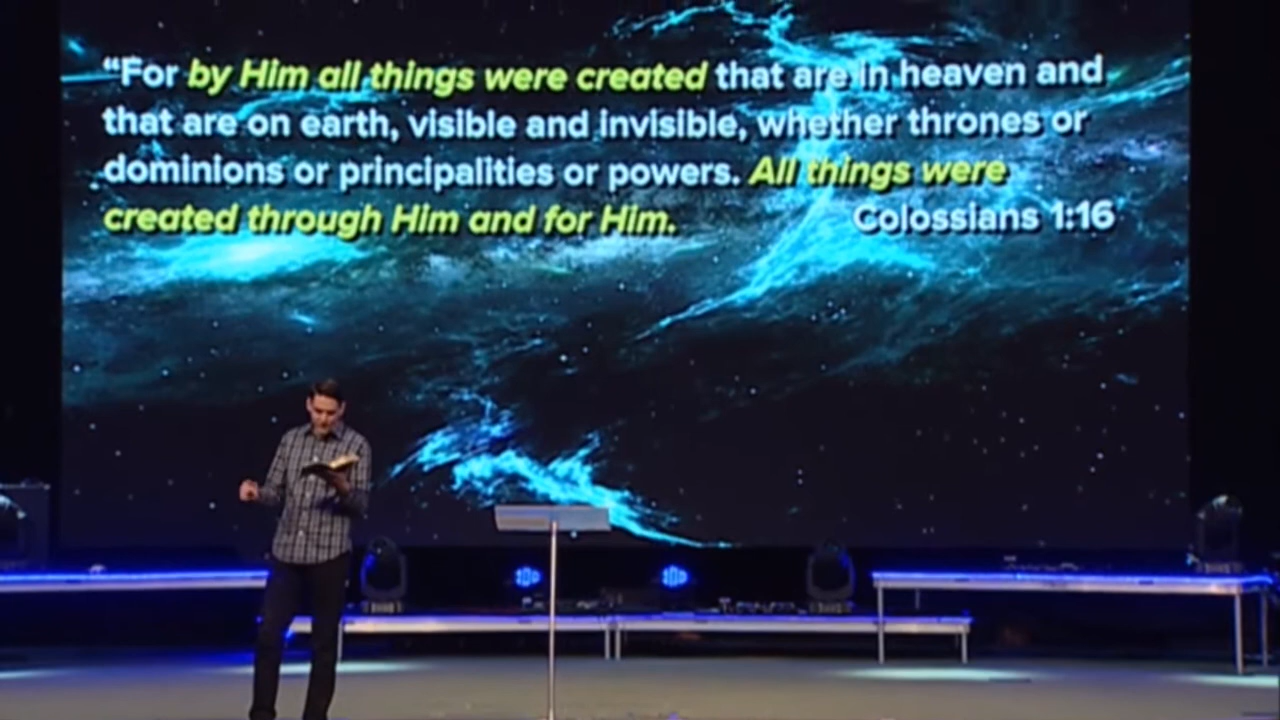 “For by Him all things were created that are in heaven and
that are on earth, visible and invisible, whether thrones or
dominions or principalities or powers. All things were
created through Him and for Him. Colossians 1:16